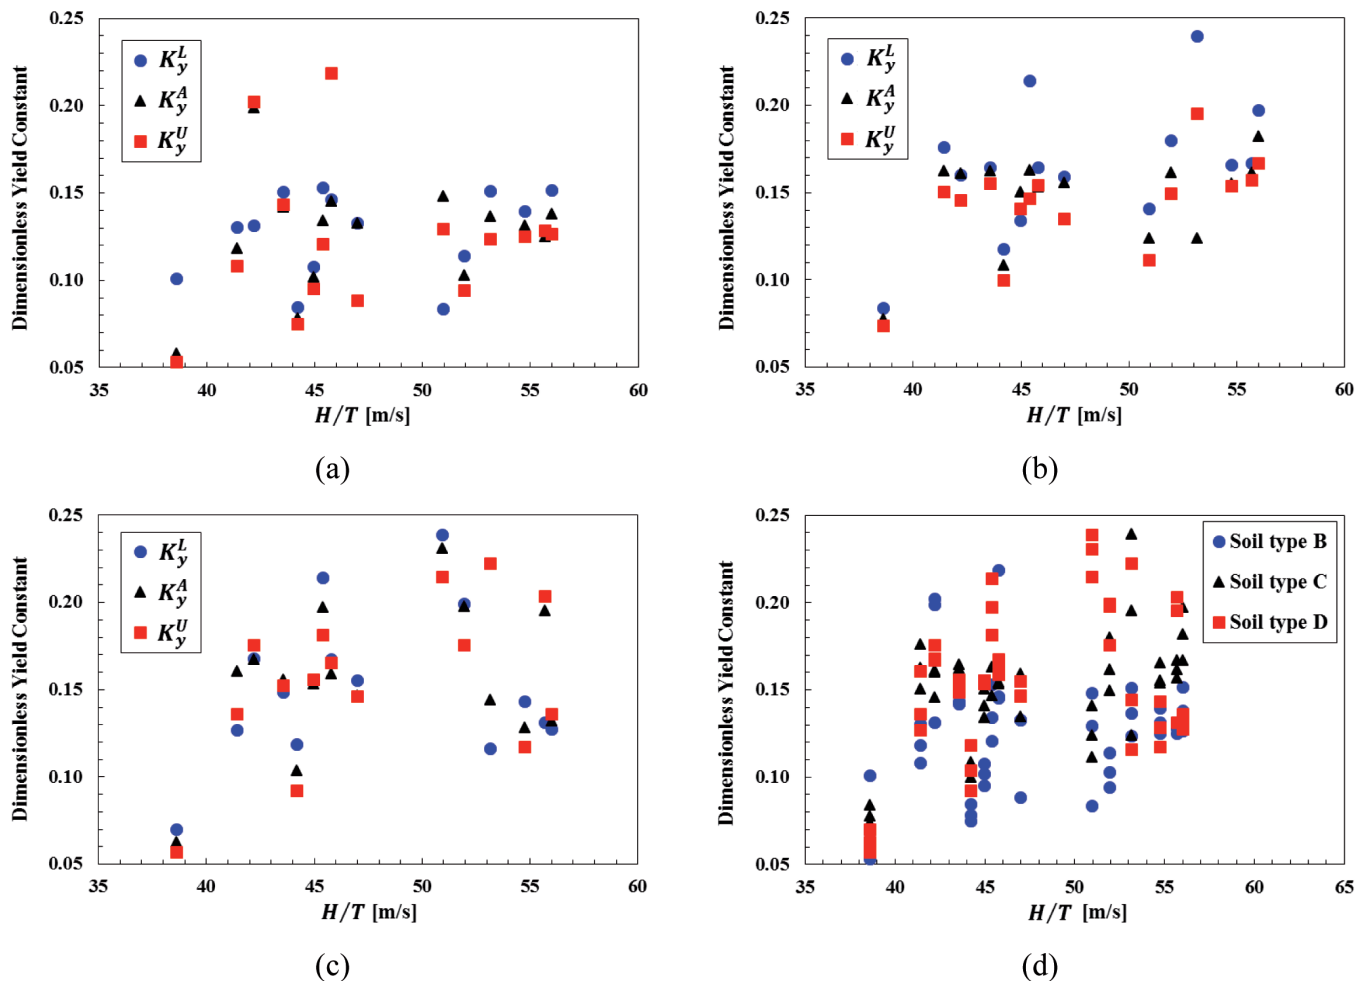 0.25
0.20
0.15
0.10
0.05
Dimensionless Yield Constant
K_y^L
K_y^A
K_y^U
35 40 45 50 55 60
H/T [m/s]
(a)
0.25
0.20
0.15
0.10
0.05
Dimensionless Yield Constant
K_y^L
K_y^A
K_y^U
35 40 45 50 55 60
H/T [m/s]
(b)
0.25
0.20
0.15
0.10
0.05
Dimensionless Yield Constant
K_y^L
K_y^A
K_y^U
35 40 45 50 55 60
H/T [m/s]
(c)
0.25
0.20
0.15
0.10
0.05
Dimensionless Yield Constant
Soil type B
Soil type C
Soil type D
35 40 45 50 55 60 65
H/T [m/s]
(d)